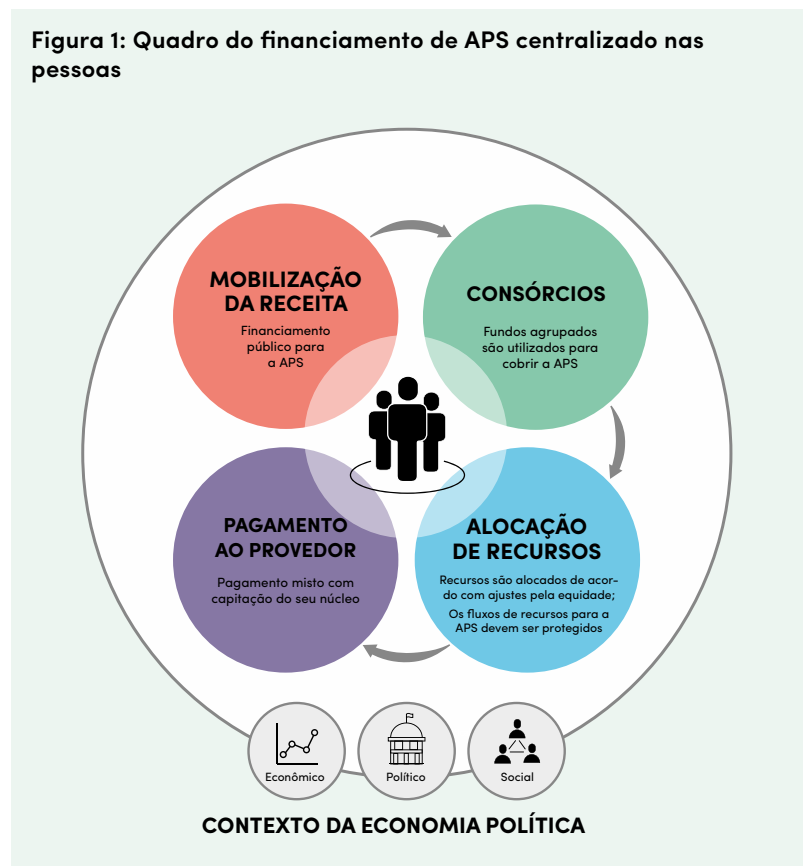 Figura 1: Quadro do financiamento de APS centralizado nas
pessoas
MOBILIZAÇÃO
DA RECEITA
Financiamento
público para
a APS
CONSÓRCIOS
Fundos agrupados
são utilizados para
cobrir a APS
PAGAMENTO
AO PROVEDOR
Pagamento misto com
capitação do seu núcleo
ALOCAÇÃO
DE RECURSOS
Recursos são alocados de acor-
do com ajustes pela equidade;
Os fluxos de recursos para a
APS devem ser protegidos
Econômico
Político
Social
CONTEXTO DA ECONOMIA POLÍTICA